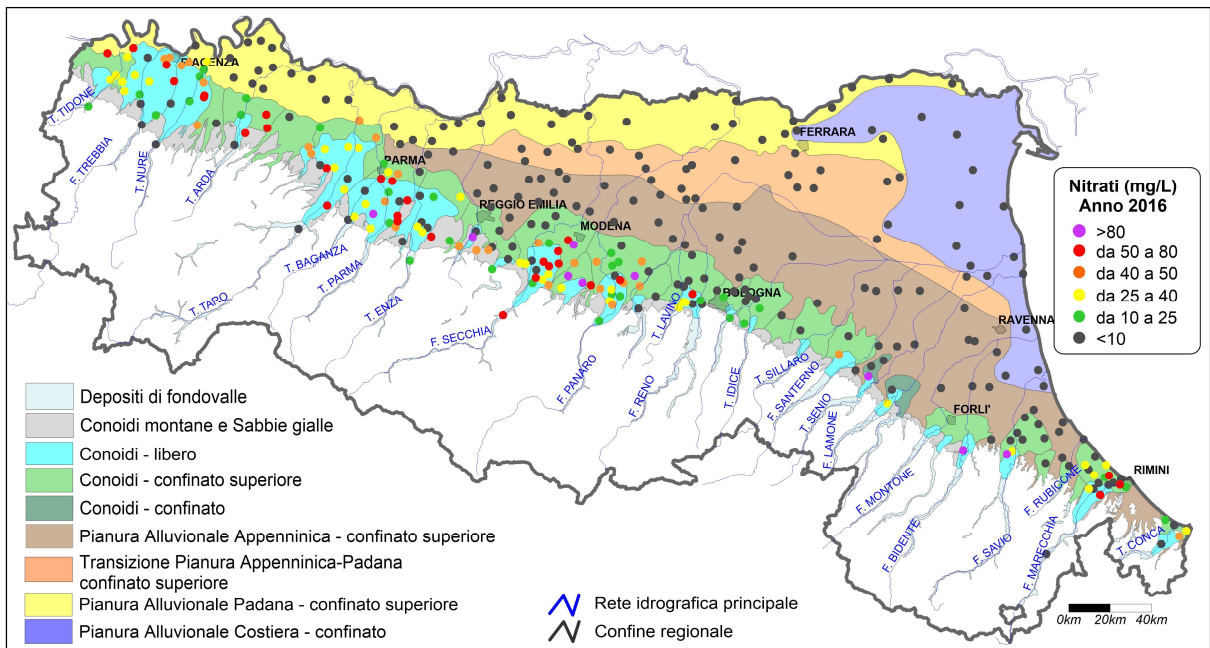 PIACENZA
T. TIDONE
F. TREBBIA
T. NURE
T. ARDA
PARMA
REGGIO EMILIA
MODENA
BOLOGNA
FERRARA
RAVENNA
FORLI'
RIMINI
T. TARO
T. BAGANZA
T. PARMA
T. ENZA
F. SECCHIA
F. PANARO
T. LAVINO
F. RENO
T. IDICE
T. SILLARO
F. SANTERNO
T. SENIO
F. LAMONE
F. MONTONE
F. BIDENTE
F. SAVIO
F. RUBICONE
F. MARECCHIA
T. CONCA
Nitrati (mg/L)
Anno 2016
>80
da 50 a 80
da 40 a 50
da 25 a 40
da 10 a 25
<10
Depositi di fondovalle
Conoidi montane e Sabbie gialle
Conoidi - libero
Conoidi - confinato superiore
Conoidi - confinato
Pianura Alluvionale Appenninica - confinato superiore
Transizione Pianura Appenninica-Padana
confinato superiore
Pianura Alluvionale Padana - confinato superiore
Pianura Alluvionale Costiera - confinato
Rete idrografica principale
Confine regionale
0km 20km 40km